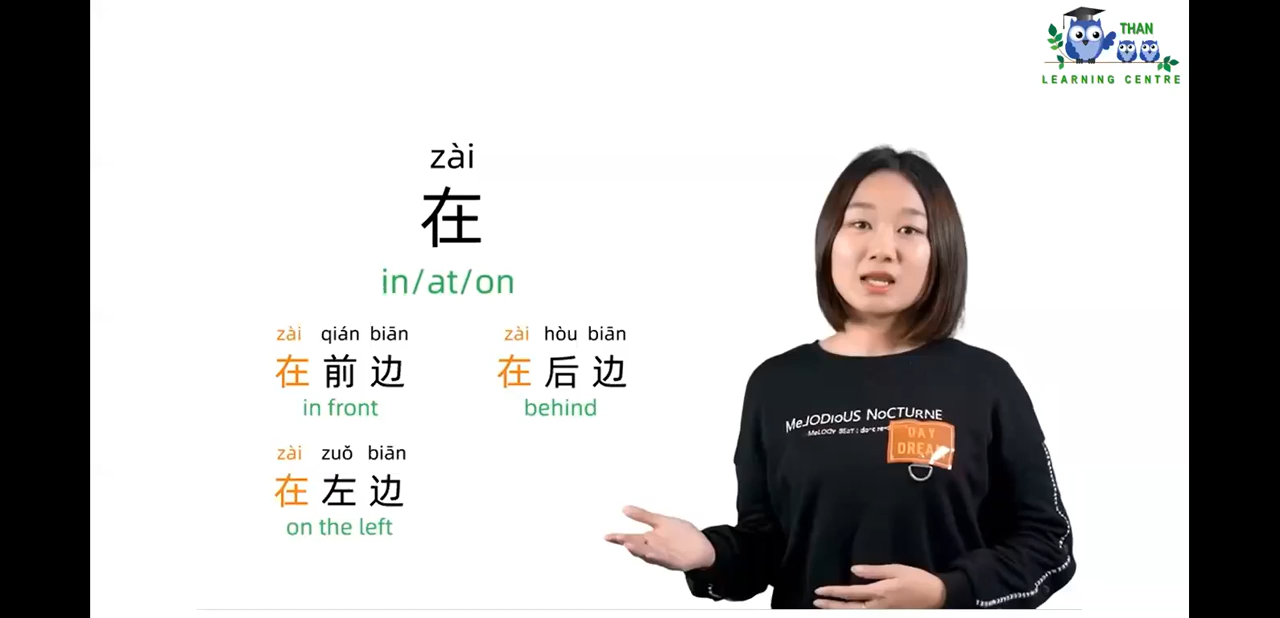 THAN
LEARNING CENTRE
zài
在
in/at/on
zài qián biān
在前边
in front
zài hòu biān
在后边
behind
zài zuǒ biān
在左边
on the left
MeJODIoUS NoCTURNE
DAY
DREAM